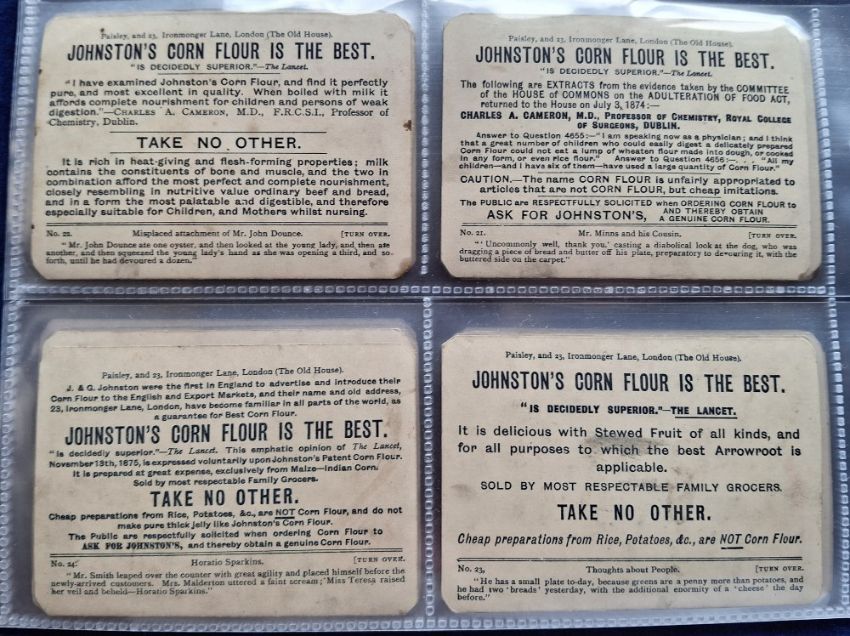 Paisley, and 23, Ironmonger Lane, London (The Old House).
JOHNSTON'S CORN FLOUR IS THE BEST.
"IS DECIDEDLY SUPERIOR."—The Lancet.
"I have examined Johnston's Corn Flour, and find it perfectly
pure, and most excellent in quality. When boiled with milk it
affords complete nourishment for children and persons of weak
digestion."—CHARLES A. CAMERON, M.D., F.R.C.S.I., Professor of
Chemistry, Dublin.
TAKE NO OTHER.
It is rich in heat-giving and flesh-forming properties; milk
contains the constituents of bone and muscle, and the two in
combination afford the most perfect and complete nourishment,
closely resembling in nutritive value ordinary beef and bread,
and in a form the most palatable and digestible, and therefore
especially suitable for Children, and Mothers whilst nursing.
No. 22. Misplaced attachment of Mr. John Dounce. [TURN OVER.
"Mr. John Dounce ate one oyster, and then looked at the young lady, and then ate
another, and then squeezed the young lady's hand as she was opening a third, and so-
forth, until he had devoured a dozen."
Paisley, and 23, Ironmonger Lane, London (The Old House).
JOHNSTON'S CORN FLOUR IS THE BEST.
"IS DECIDEDLY SUPERIOR."—The Lancet.
The following are EXTRACTS from the evidence taken by the COMMITTEE
of the HOUSE of COMMONS on the ADULTERATION OF FOOD ACT,
returned to the House on July 3, 1874:—
CHARLES A. CAMERON, M.D., PROFESSOR OF CHEMISTRY, ROYAL COLLEGE
OF SURGEONS, DUBLIN.
Answer to Question 4655:—"I am speaking now as a physician; and I think
that a great number of children who could easily digest a delicately prepared
Corn Flour could not eat a lump of wheaten flour made into dough, or cooked
in any form, or even rice flour." Answer to Question 4656:—. . "All my
children—and I have six of them—have used a large quantity of Corn Flour."
CAUTION.—The name CORN FLOUR is unfairly appropriated to
articles that are not CORN FLOUR, but cheap imitations.
The PUBLIC are RESPECTFULLY SOLICITED when ORDERING CORN FLOUR to
ASK FOR JOHNSTON'S, AND THEREBY OBTAIN
A GENUINE CORN FLOUR.
No. 21. Mr. Minns and his Cousin. [TURN OVER.
"'Uncommonly well, thank you,' casting a diabolical look at the dog, who was
dragging a piece of bread and butter off his plate, preparatory to devouring it, with the
buttered side on the carpet."
Paisley, and 23, Ironmonger Lane, London (The Old House).
J. & G. Johnston were the first in England to advertise and introduce their
Corn Flour to the English and Export Markets, and their name and old address,
23, Ironmonger Lane, London, have become familiar in all parts of the world, as
a guarantee for Best Corn Flour.
JOHNSTON'S CORN FLOUR IS THE BEST.
"Is decidedly superior."—The Lancet. This emphatic opinion of The Lancet,
November 13th, 1875, is expressed voluntarily upon Johnston's Patent Corn Flour.
It is prepared at great expense, exclusively from Maize—Indian Corn.
Sold by most respectable Family Grocers.
TAKE NO OTHER.
Cheap preparations from Rice, Potatoes, &c., are NOT Corn Flour, and do not
make pure thick jelly like Johnston's Corn Flour.
The Public are respectfully solicited when ordering Corn Flour to
ASK FOR JOHNSTON'S, and thereby obtain a genuine Corn Flour.
No. 24. Horatio Sparkins. [TURN OVER.
"Mr. Smith leaped over the counter with great agility and placed himself before the
newly-arrived customers. Mrs. Malderton uttered a faint scream; 'Miss Teresa raised
her veil and beheld—Horatio Sparkins."
Paisley, and 23, Ironmonger Lane, London (The Old House).
JOHNSTON'S CORN FLOUR IS THE BEST.
"IS DECIDEDLY SUPERIOR."—THE LANCET.
It is delicious with Stewed Fruit of all kinds, and
for all purposes to which the best Arrowroot is
applicable.
SOLD BY MOST RESPECTABLE FAMILY GROCERS.
TAKE NO OTHER.
Cheap preparations from Rice, Potatoes, &c., are NOT Corn Flour.
No. 23, Thoughts about People. [TURN OVER.
"He has a small plate to-day, because greens are a penny more than potatoes, and
he had two 'breads' yesterday, with the additional enormity of a 'cheese' the day
before."